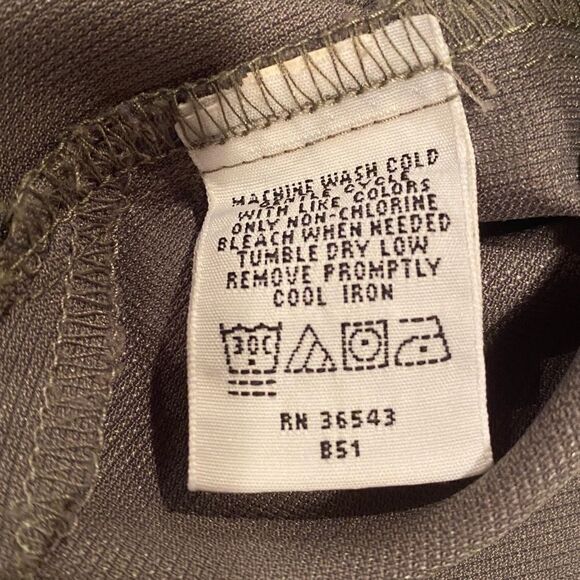 MACHINE WASH COLD
GENTLE CYCLE
WITH LIKE COLORS
ONLY NON-CHLORINE
BLEACH WHEN NEEDED
TUMBLE DRY LOW
REMOVE PROMPTLY
COOL IRON
30C
RN 36543
B51